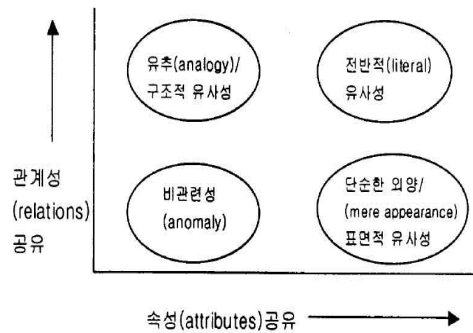 유추(analogy)/
구조적 유사성
전반적(literal)
유사성
관계성
(relations)
공유
비관련성
(anomaly)
단순한 외양/
(mere appearance)
표면적 유사성
속성(attributes)공유